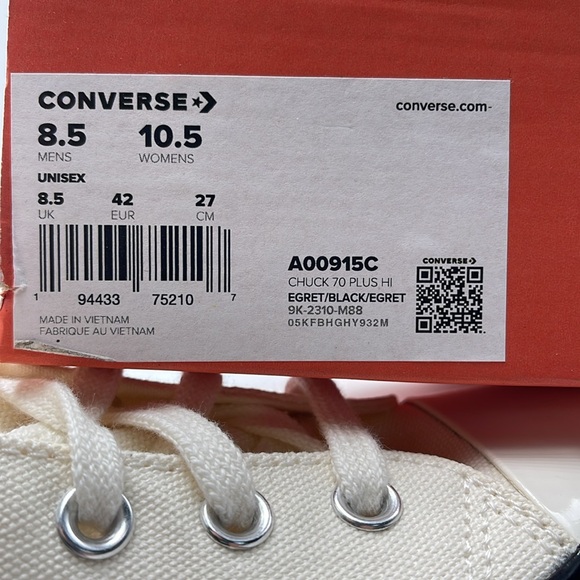 CONVERSE
converse.com-
8.5 10.5
MENS WOMENS
UNISEX
8.5 42 27
UK EUR CM
1 94433 75210 7
MADE IN VIETNAM
FABRIQUE AU VIETNAM
A00915C
CHUCK 70 PLUS HI
EGRET/BLACK/EGRET
9K-2310-M88
05KFBHGHY932M
CONVERSE